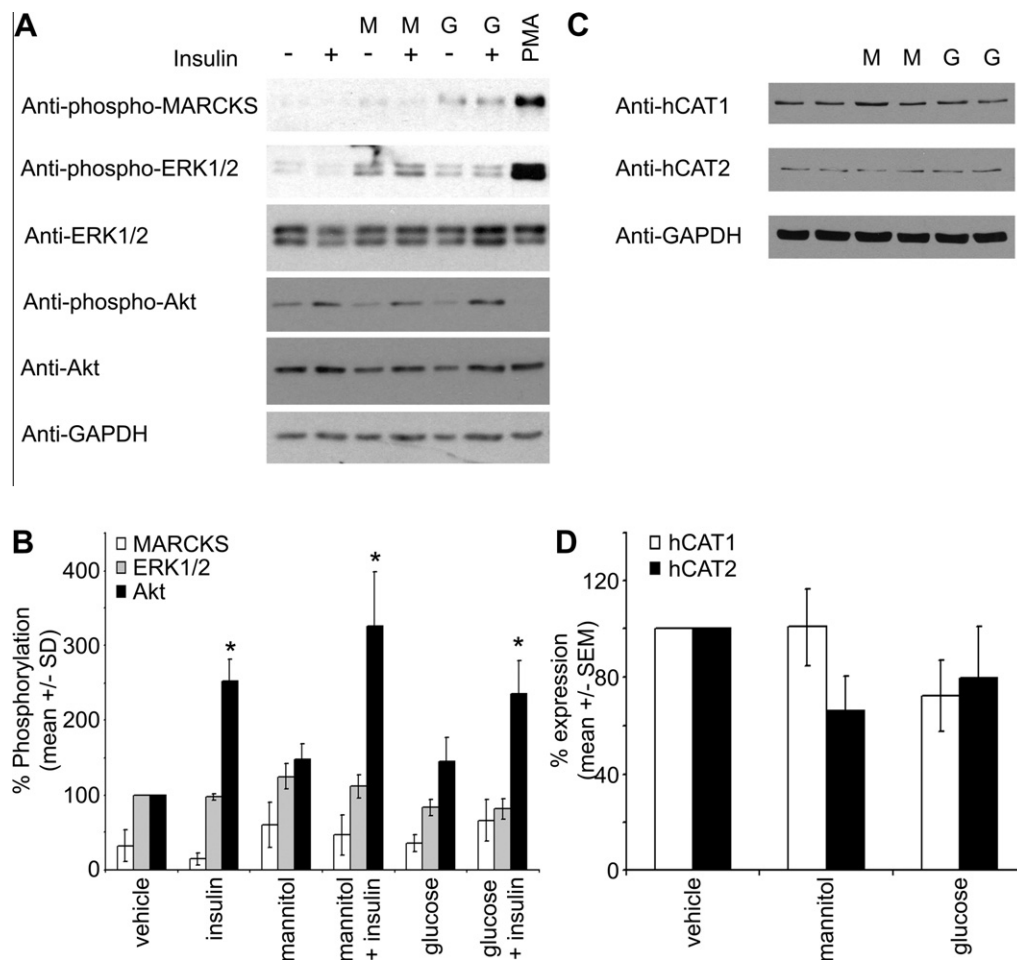 A
M M G G PMA
Insulin - + - + - +
Anti-phospho-MARCKS
Anti-phospho-ERK1/2
Anti-ERK1/2
Anti-phospho-Akt
Anti-Akt
Anti-GAPDH
C
M M G G
Anti-hCAT1
Anti-hCAT2
Anti-GAPDH
B
MARCKS
ERK1/2
Akt
% Phosphorylation
(mean +/- SD)
400
300
200
100
0
* * *
vehicle
insulin
mannitol
mannitol
+ insulin
glucose
glucose
+ insulin
D
hCAT1
hCAT2
% expression
(mean +/- SEM)
120
80
40
0
vehicle
mannitol
glucose